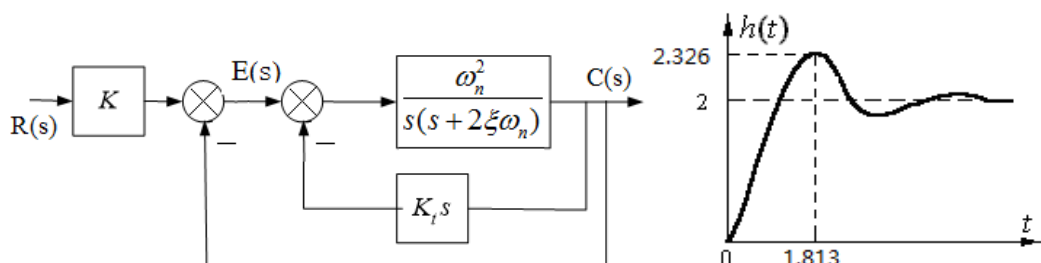 R(s)
K
E(s)
−
−
ω_n^2
s(s + 2ξω_n)
C(s)
K_t s
h(t)
2.326
2
0
1.813
t